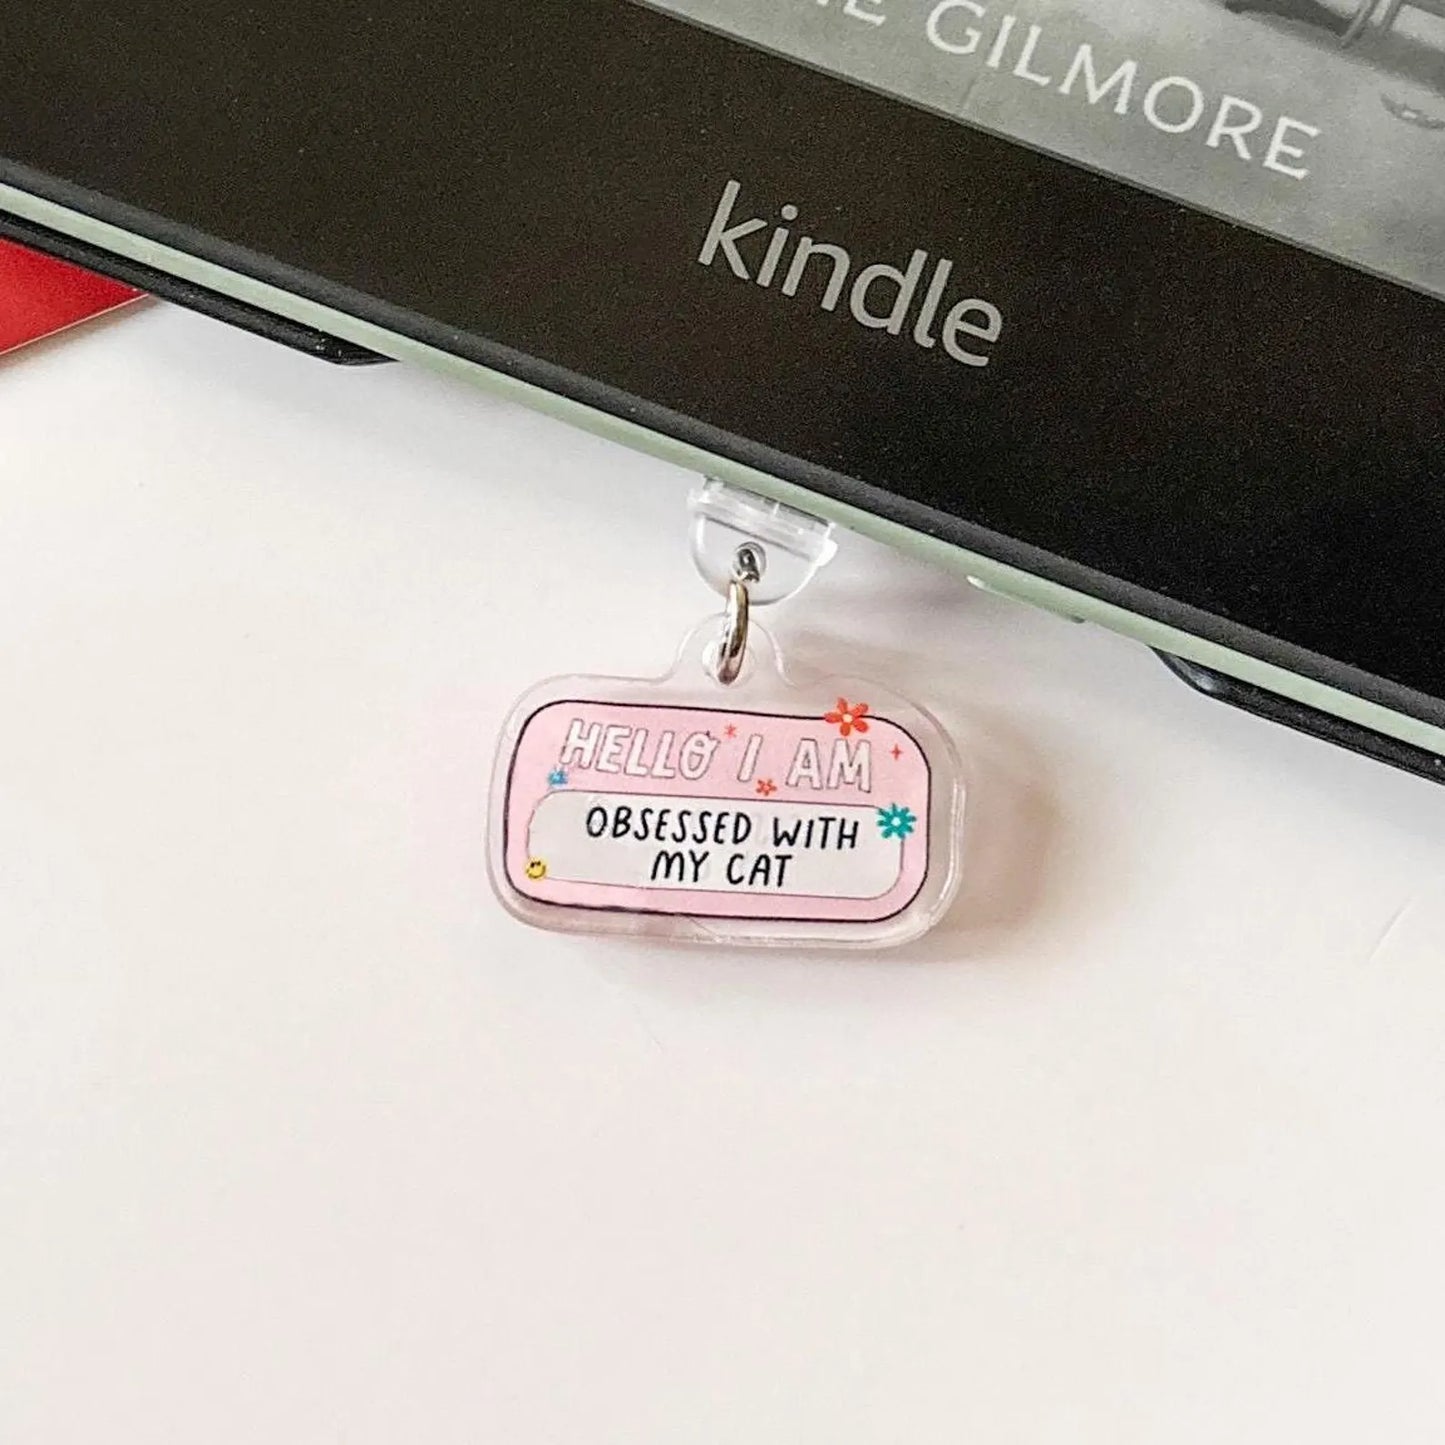 GILMORE
kindle
HELLO I AM
OBSESSED WITH
MY CAT